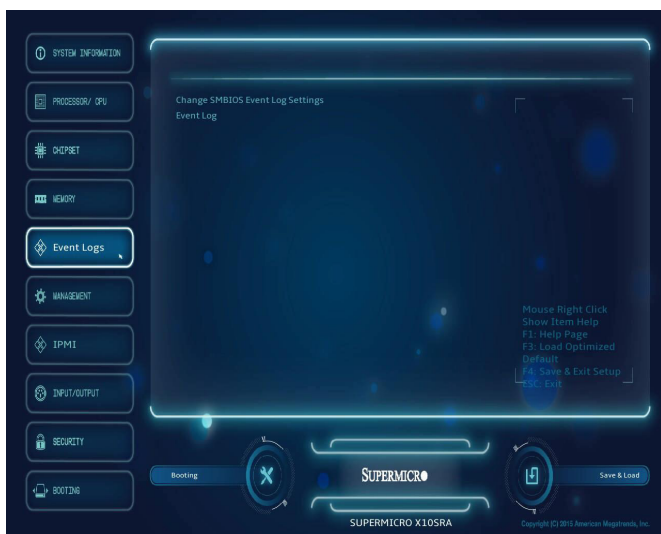 SYSTEM INFORMATION
PROCESSOR/ CPU
CHIPSET
MEMORY
Event Logs
MANAGEMENT
IPMI
INPUT/OUTPUT
SECURITY
BOOTING
Change SMBIOS Event Log Settings
Event Log
Mouse Right Click
Show Item Help
F1: Help Page
F3: Load Optimized
Default
F4: Save & Exit Setup
ESC: Exit
Booting
SUPERMICRO
Save & Load
SUPERMICRO X10SRA
Copyright (C) 2015 American Megatrends, Inc.